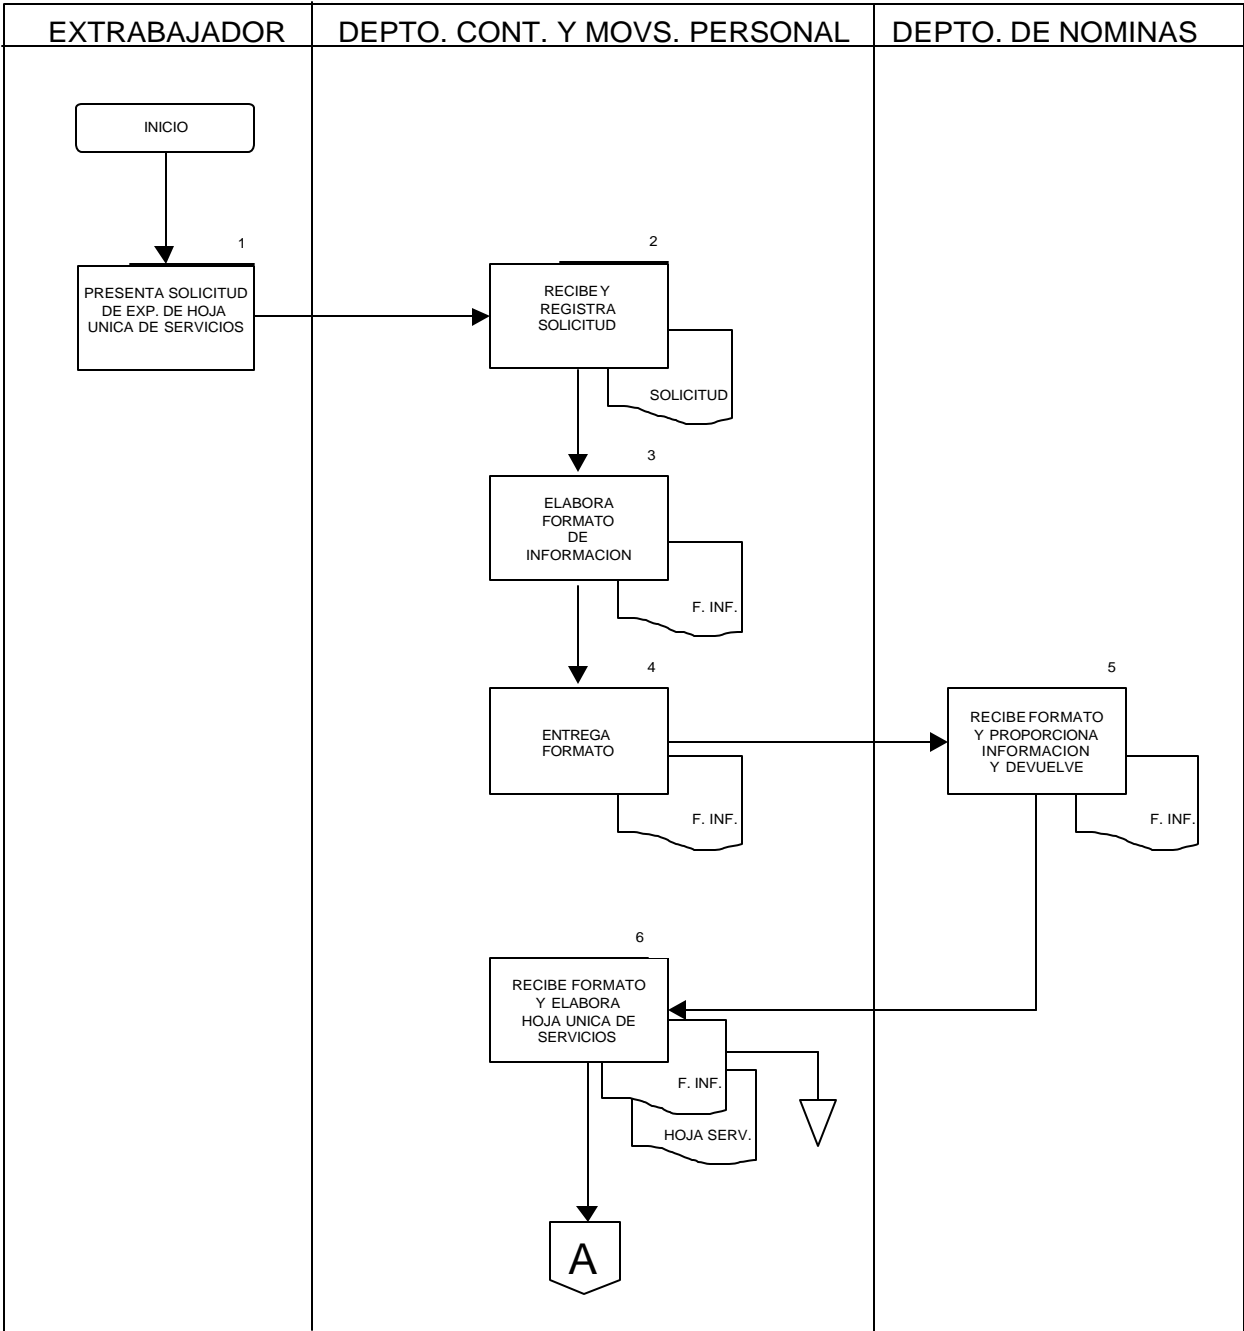 EXTRABAJADOR
DEPTO. CONT. Y MOVS. PERSONAL
DEPTO. DE NOMINAS
INICIO
1
PRESENTA SOLICITUD
DE EXP. DE HOJA
UNICA DE SERVICIOS
2
RECIBE Y
REGISTRA
SOLICITUD
SOLICITUD
3
ELABORA
FORMATO
DE
INFORMACION
F. INF.
4
ENTREGA
FORMATO
F. INF.
5
RECIBE FORMATO
Y PROPORCIONA
INFORMACION
Y DEVUELVE
F. INF.
6
RECIBE FORMATO
Y ELABORA
HOJA UNICA DE
SERVICIOS
F. INF.
HOJA SERV.
A